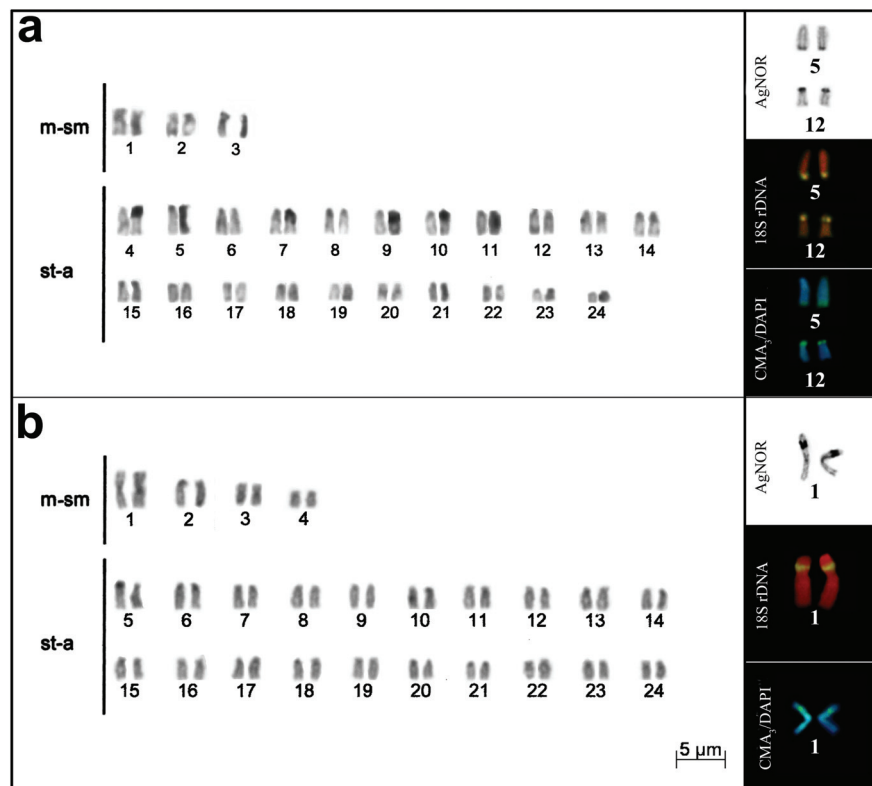 a
m-sm
1 2 3
4 5 6 7 8 9 10 11 12 13 14
st-a
15 16 17 18 19 20 21 22 23 24
AgNOR
5
12
18S rDNA
5
12
CMA3/DAPI
5
12
b
m-sm
1 2 3 4
5 6 7 8 9 10 11 12 13 14
st-a
15 16 17 18 19 20 21 22 23 24
5 µm
AgNOR
1
18S rDNA
1
CMA3/DAPI
1